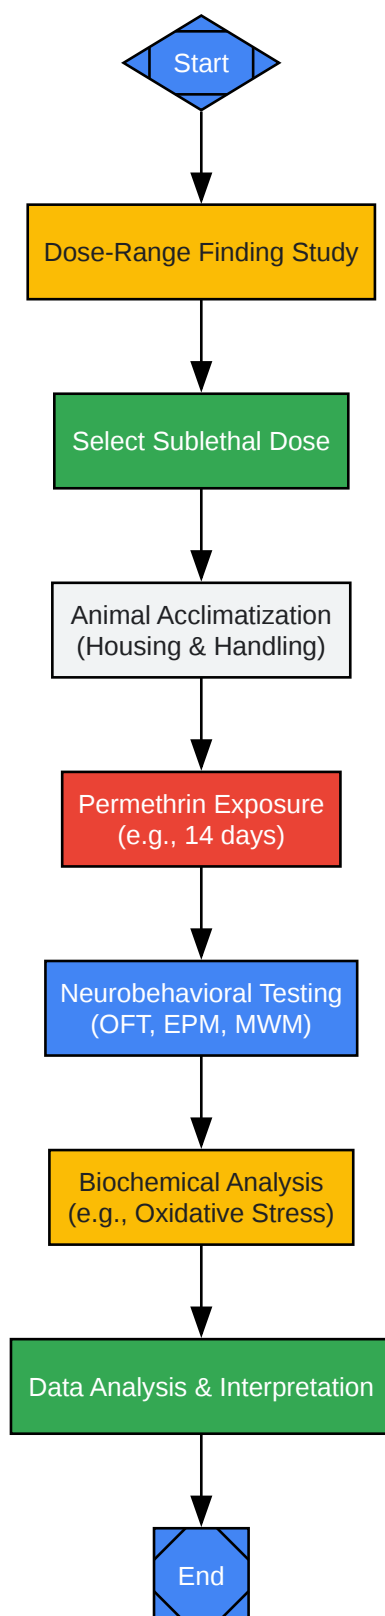 Start
Dose-Range Finding Study
Select Sublethal Dose
Animal Acclimatization
(Housing & Handling)
Permethrin Exposure
(e.g., 14 days)
Neurobehavioral Testing
(OFT, EPM, MWM)
Biochemical Analysis
(e.g., Oxidative Stress)
Data Analysis & Interpretation
End